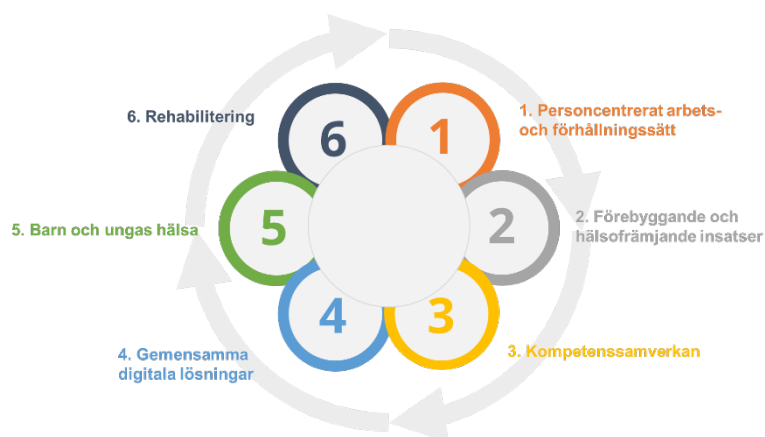 1
1. Personcentrerat arbets-
och förhållningssätt
2
2. Förebyggande och
hälsofrämjande insatser
3
3. Kompetenssamverkan
4
4. Gemensamma
digitala lösningar
5
5. Barn och ungas hälsa
6
6. Rehabilitering